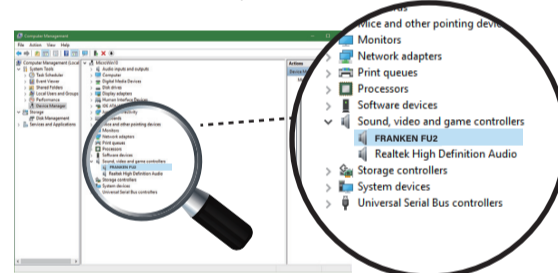 Computer Management
File Action View Help
Computer Management (Local
System Tools
Task Scheduler
Event Viewer
Shared Folders
Local Users and Groups
Performance
Device Manager
Storage
Disk Management
Services and Applications
Audio inputs and outputs
Computer
Digital Media Devices
Disk drives
Display adapters
Human Interface Devices
Mice and other pointing devices
Monitors
Network adapters
Print queues
Processors
Software devices
Sound, video and game controllers
FRANKEN FU2
Realtek High Definition Audio
Storage controllers
System devices
Universal Serial Bus controllers
Actions
Mice and other pointing
Monitors
Network adapters
Print queues
Processors
Software devices
Sound, video and game controllers
FRANKEN FU2
Realtek High Definition Audio
Storage controllers
System devices
Universal Serial Bus controllers